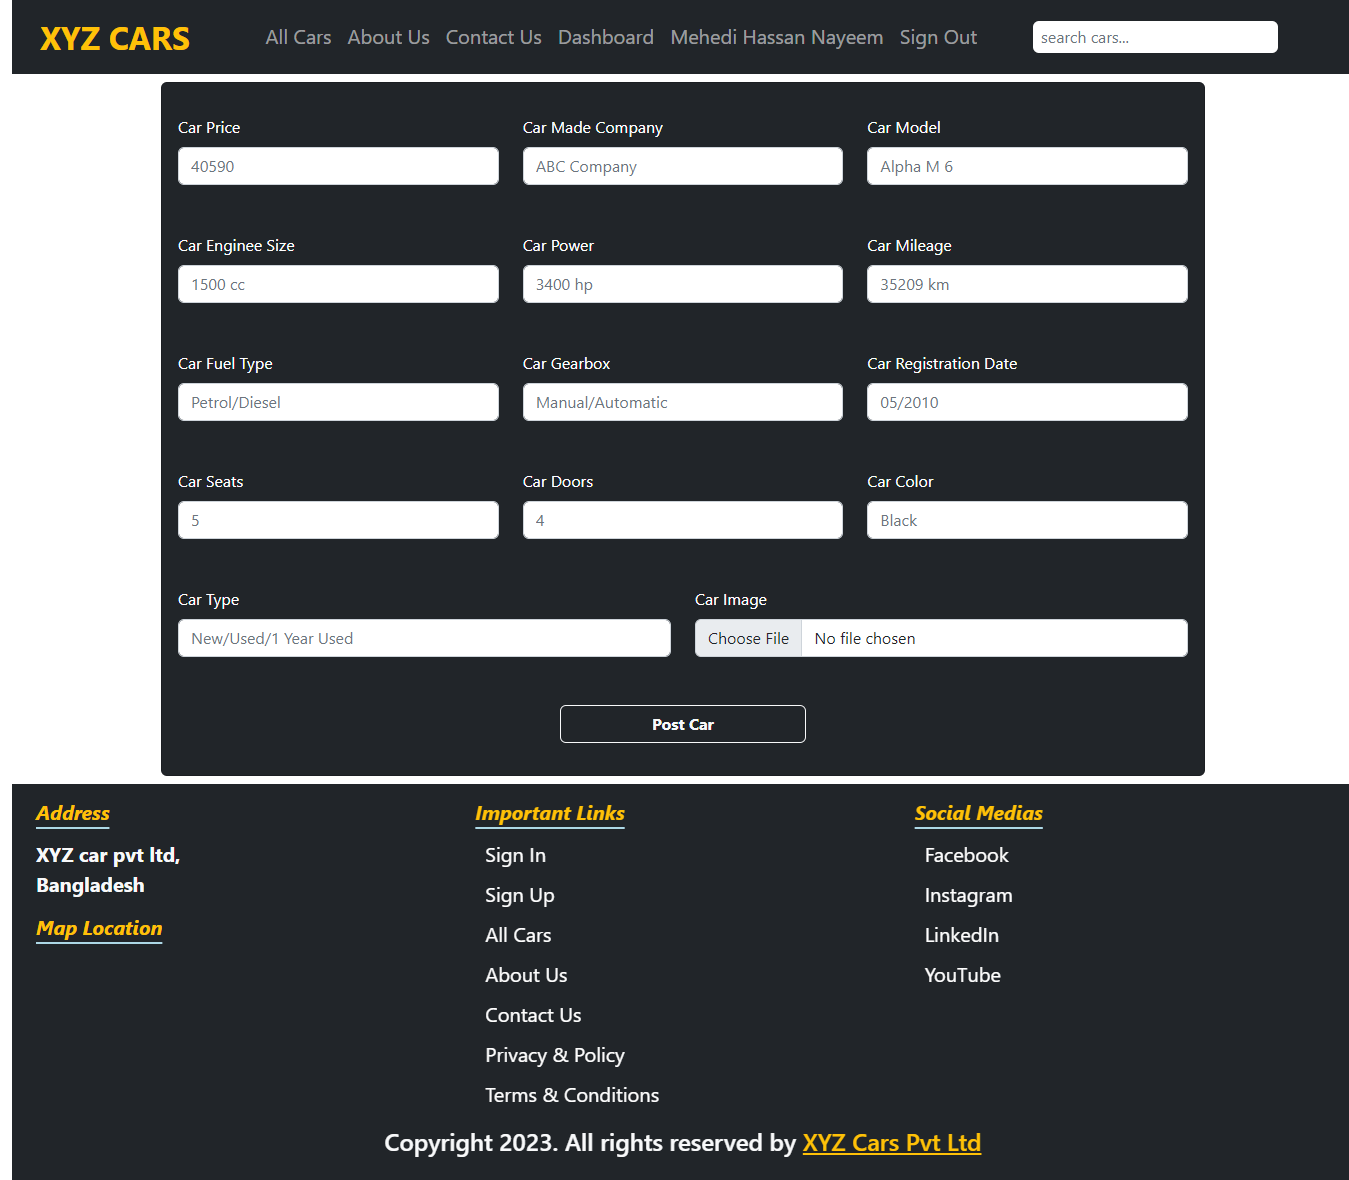 XYZ CARS
All Cars About Us Contact Us Dashboard Mehedi Hassan Nayeem Sign Out
search cars...
Car Price Car Made Company Car Model
40590 ABC Company Alpha M 6
Car Enginee Size Car Power Car Mileage
1500 cc 3400 hp 35209 km
Car Fuel Type Car Gearbox Car Registration Date
Petrol/Diesel Manual/Automatic 05/2010
Car Seats Car Doors Car Color
5 4 Black
Car Type Car Image
New/Used/1 Year Used Choose File No file chosen
Post Car
Address
XYZ car pvt ltd,
Bangladesh
Map Location
Important Links
Sign In
Sign Up
All Cars
About Us
Contact Us
Privacy & Policy
Terms & Conditions
Social Medias
Facebook
Instagram
LinkedIn
YouTube
Copyright 2023. All rights reserved by XYZ Cars Pvt Ltd